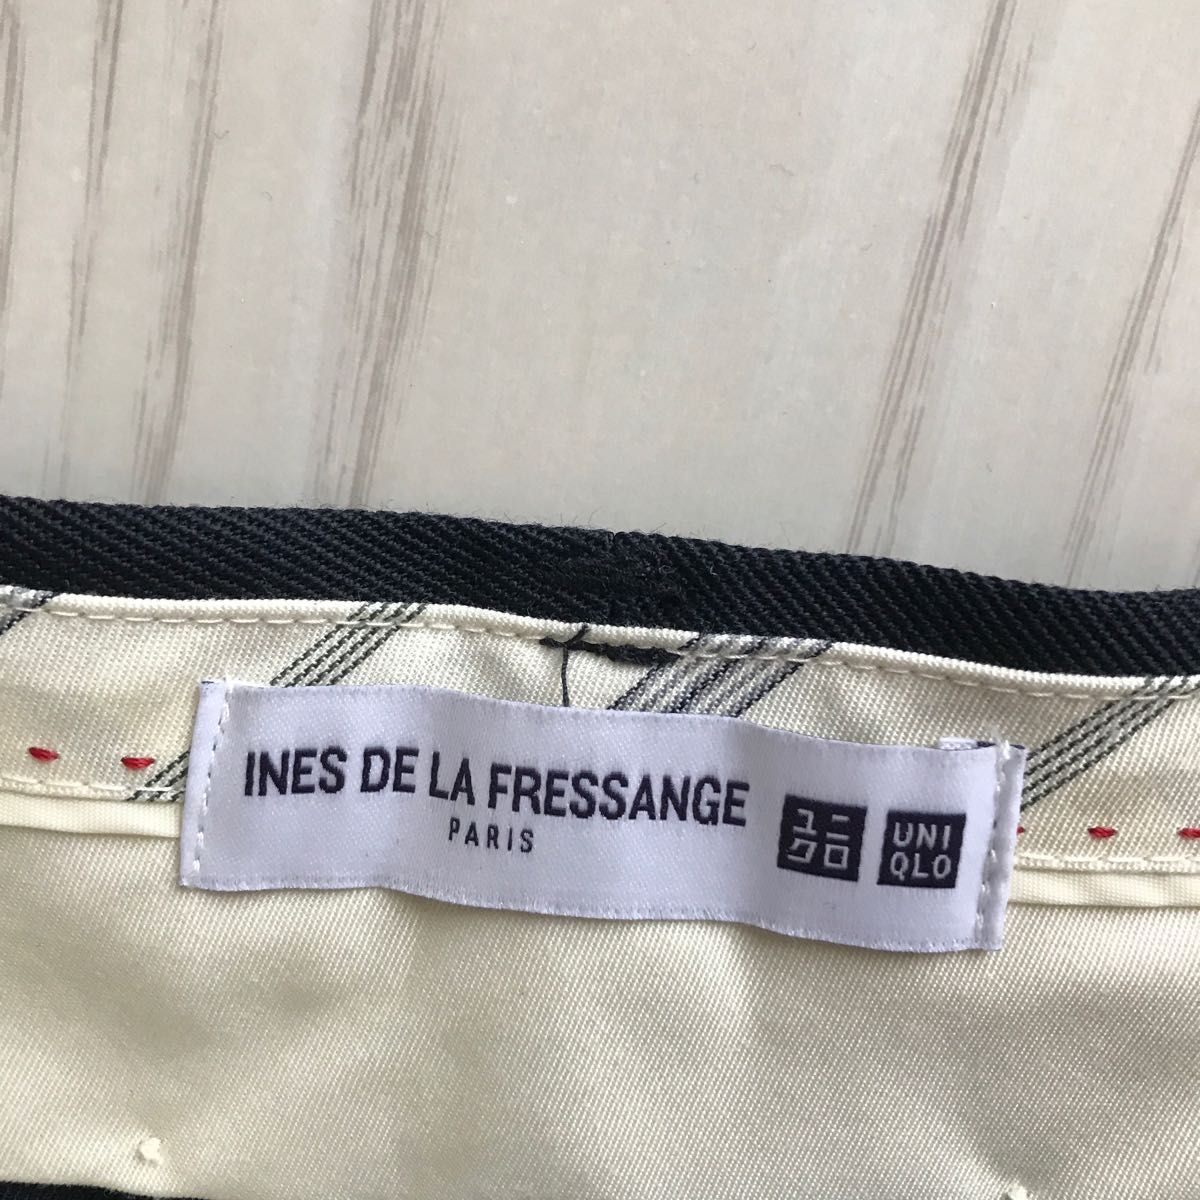 INES DE LA FRESSANGE
PARIS
ユニ
クロ
UNI
QLO